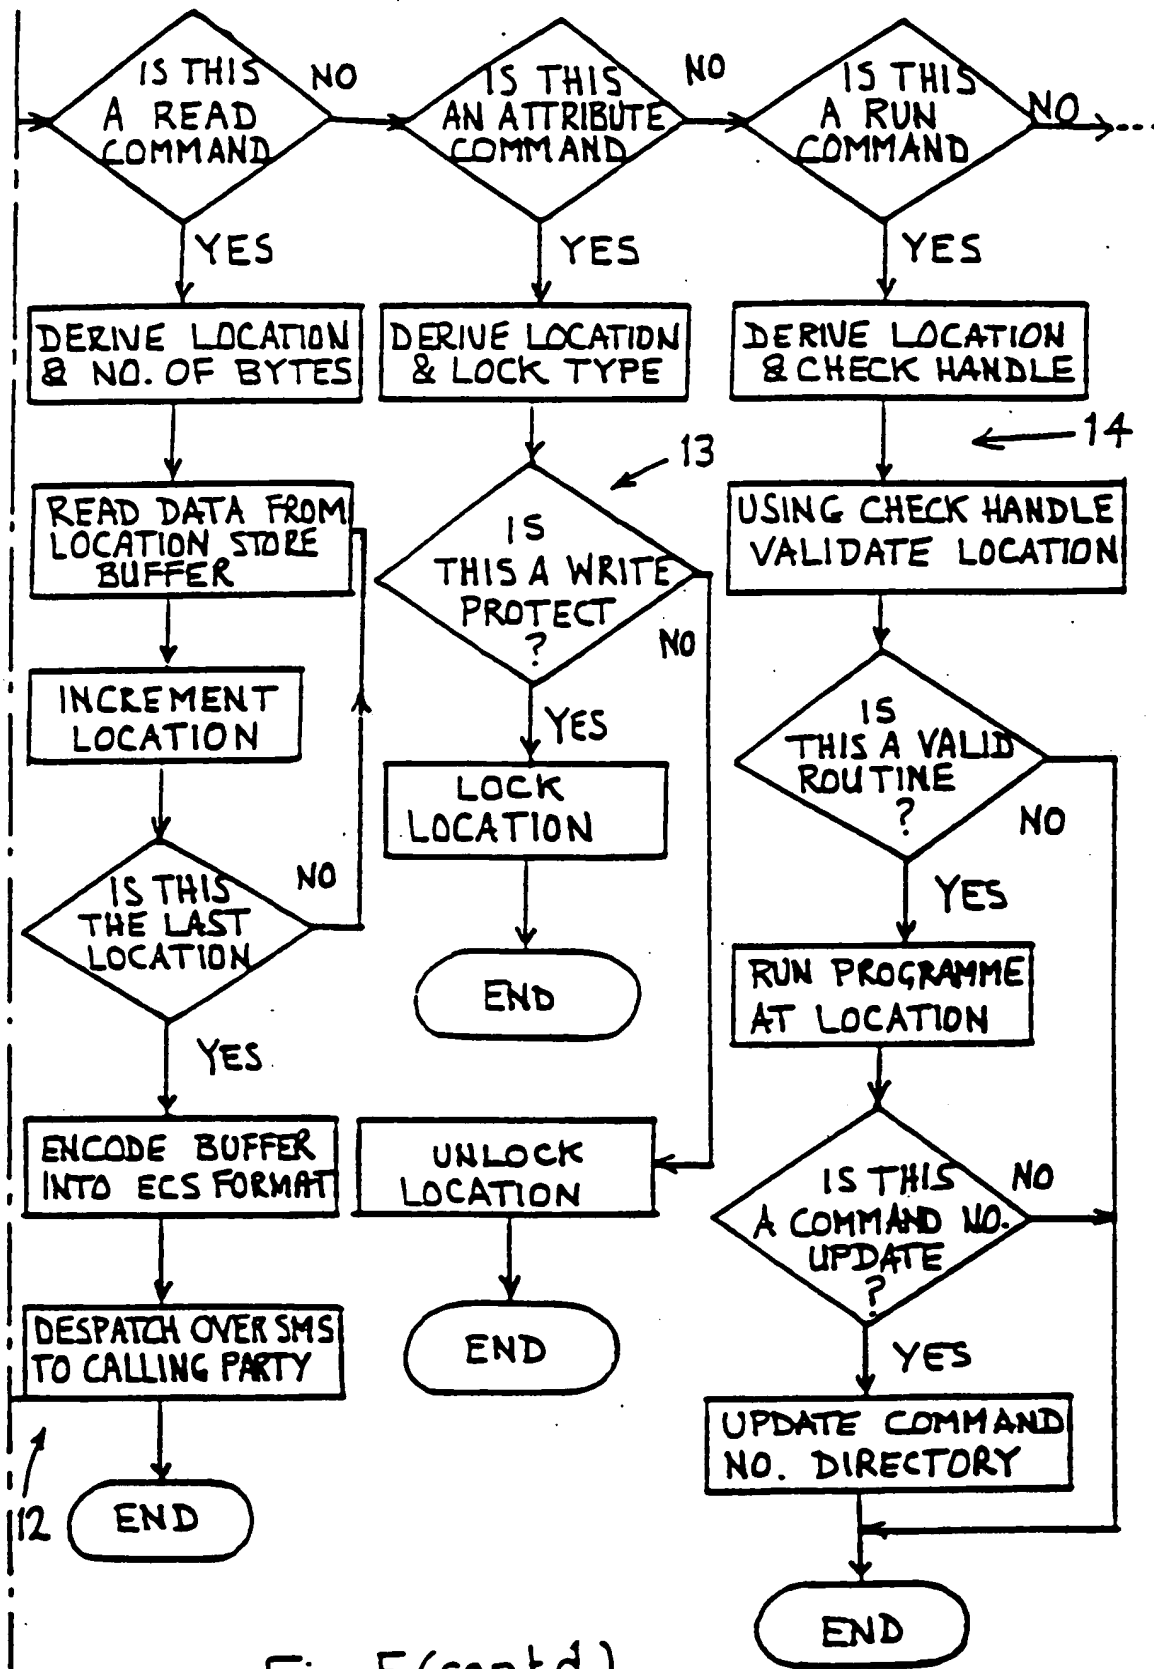 IS THIS
A READ
COMMAND
NO
YES
DERIVE LOCATION
& NO. OF BYTES
READ DATA FROM
LOCATION STORE
BUFFER
INCREMENT
LOCATION
IS THIS
THE LAST
LOCATION
NO
YES
ENCODE BUFFER
INTO ECS FORMAT
DESPATCH OVER SMS
TO CALLING PARTY
12
END
IS THIS
AN ATTRIBUTE
COMMAND
NO
YES
DERIVE LOCATION
& LOCK TYPE
13
IS
THIS A WRITE
PROTECT
?
NO
YES
LOCK
LOCATION
END
UNLOCK
LOCATION
END
IS THIS
A RUN
COMMAND
NO
YES
DERIVE LOCATION
& CHECK HANDLE
14
USING CHECK HANDLE
VALIDATE LOCATION
IS
THIS A VALID
ROUTINE
?
NO
YES
RUN PROGRAMME
AT LOCATION
IS THIS
A COMMAND NO.
UPDATE
?
NO
YES
UPDATE COMMAND
NO. DIRECTORY
END
Fig. 5 (contd.)